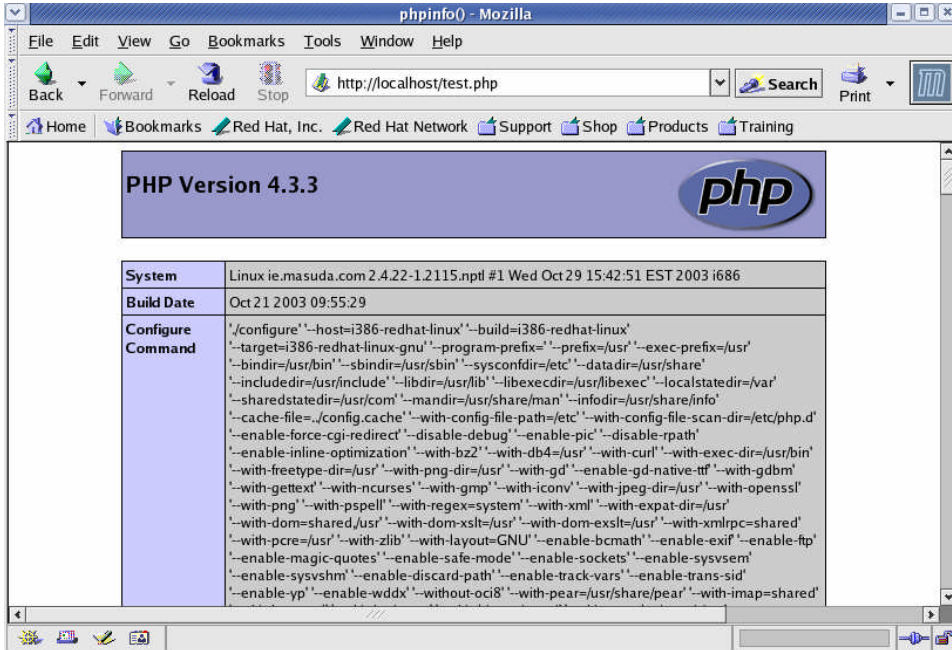 phpinfo() - Mozilla
File Edit View Go Bookmarks Tools Window Help
Back Forward Reload Stop http://localhost/test.php Search Print
Home Bookmarks Red Hat, Inc. Red Hat Network Support Shop Products Training
PHP Version 4.3.3
php
System Linux ie.masuda.com 2.4.22-1.2115.nptl #1 Wed Oct 29 15:42:51 EST 2003 i686
Build Date Oct 21 2003 09:55:29
Configure Command
'./configure' '--host=i386-redhat-linux' '--build=i386-redhat-linux'
'--target=i386-redhat-linux-gnu' '--program-prefix=' '--prefix=/usr' '--exec-prefix=/usr'
'--bindir=/usr/bin' '--sbindir=/usr/sbin' '--sysconfdir=/etc' '--datadir=/usr/share'
'--includedir=/usr/include' '--libdir=/usr/lib' '--libexecdir=/usr/libexec' '--localstatedir=/var'
'--sharedstatedir=/usr/com' '--mandir=/usr/share/man' '--infodir=/usr/share/info'
'--cache-file=../config.cache' '--with-config-file-path=/etc' '--with-config-file-scan-dir=/etc/php.d'
'--enable-force-cgi-redirect' '--disable-debug' '--enable-pic' '--disable-rpath'
'--enable-inline-optimization' '--with-bz2' '--with-db4=/usr' '--with-curl' '--with-exec-dir=/usr/bin'
'--with-freetype-dir=/usr' '--with-png-dir=/usr' '--with-gd' '--enable-gd-native-ttf' '--with-gdbm'
'--with-gettext' '--with-ncurses' '--with-gmp' '--with-iconv' '--with-jpeg-dir=/usr' '--with-openssl'
'--with-png' '--with-pspell' '--with-regex=system' '--with-xml' '--with-expat-dir=/usr'
'--with-dom=shared,/usr' '--with-dom-xslt=/usr' '--with-dom-exslt=/usr' '--with-xmlrpc=shared'
'--with-pcre=/usr' '--with-zlib' '--with-layout=GNU' '--enable-bcmath' '--enable-exif' '--enable-ftp'
'--enable-magic-quotes' '--enable-safe-mode' '--enable-sockets' '--enable-sysvsem'
'--enable-sysvshm' '--enable-discard-path' '--enable-track-vars' '--enable-trans-sid'
'--enable-yp' '--enable-wddx' '--without-oci8' '--with-pear=/usr/share/pear' '--with-imap=shared'